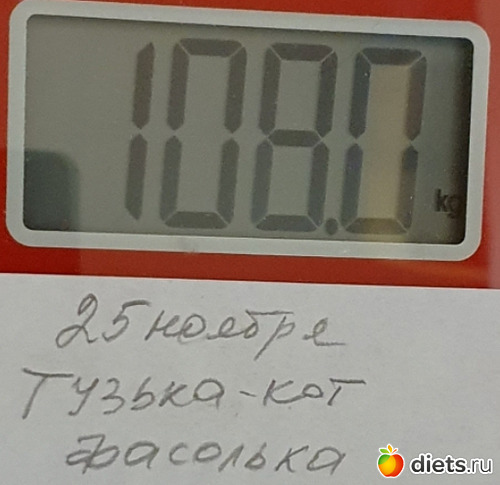 108.0
kg
25 ноября
Тузька-кот
фасолька
diets.ru